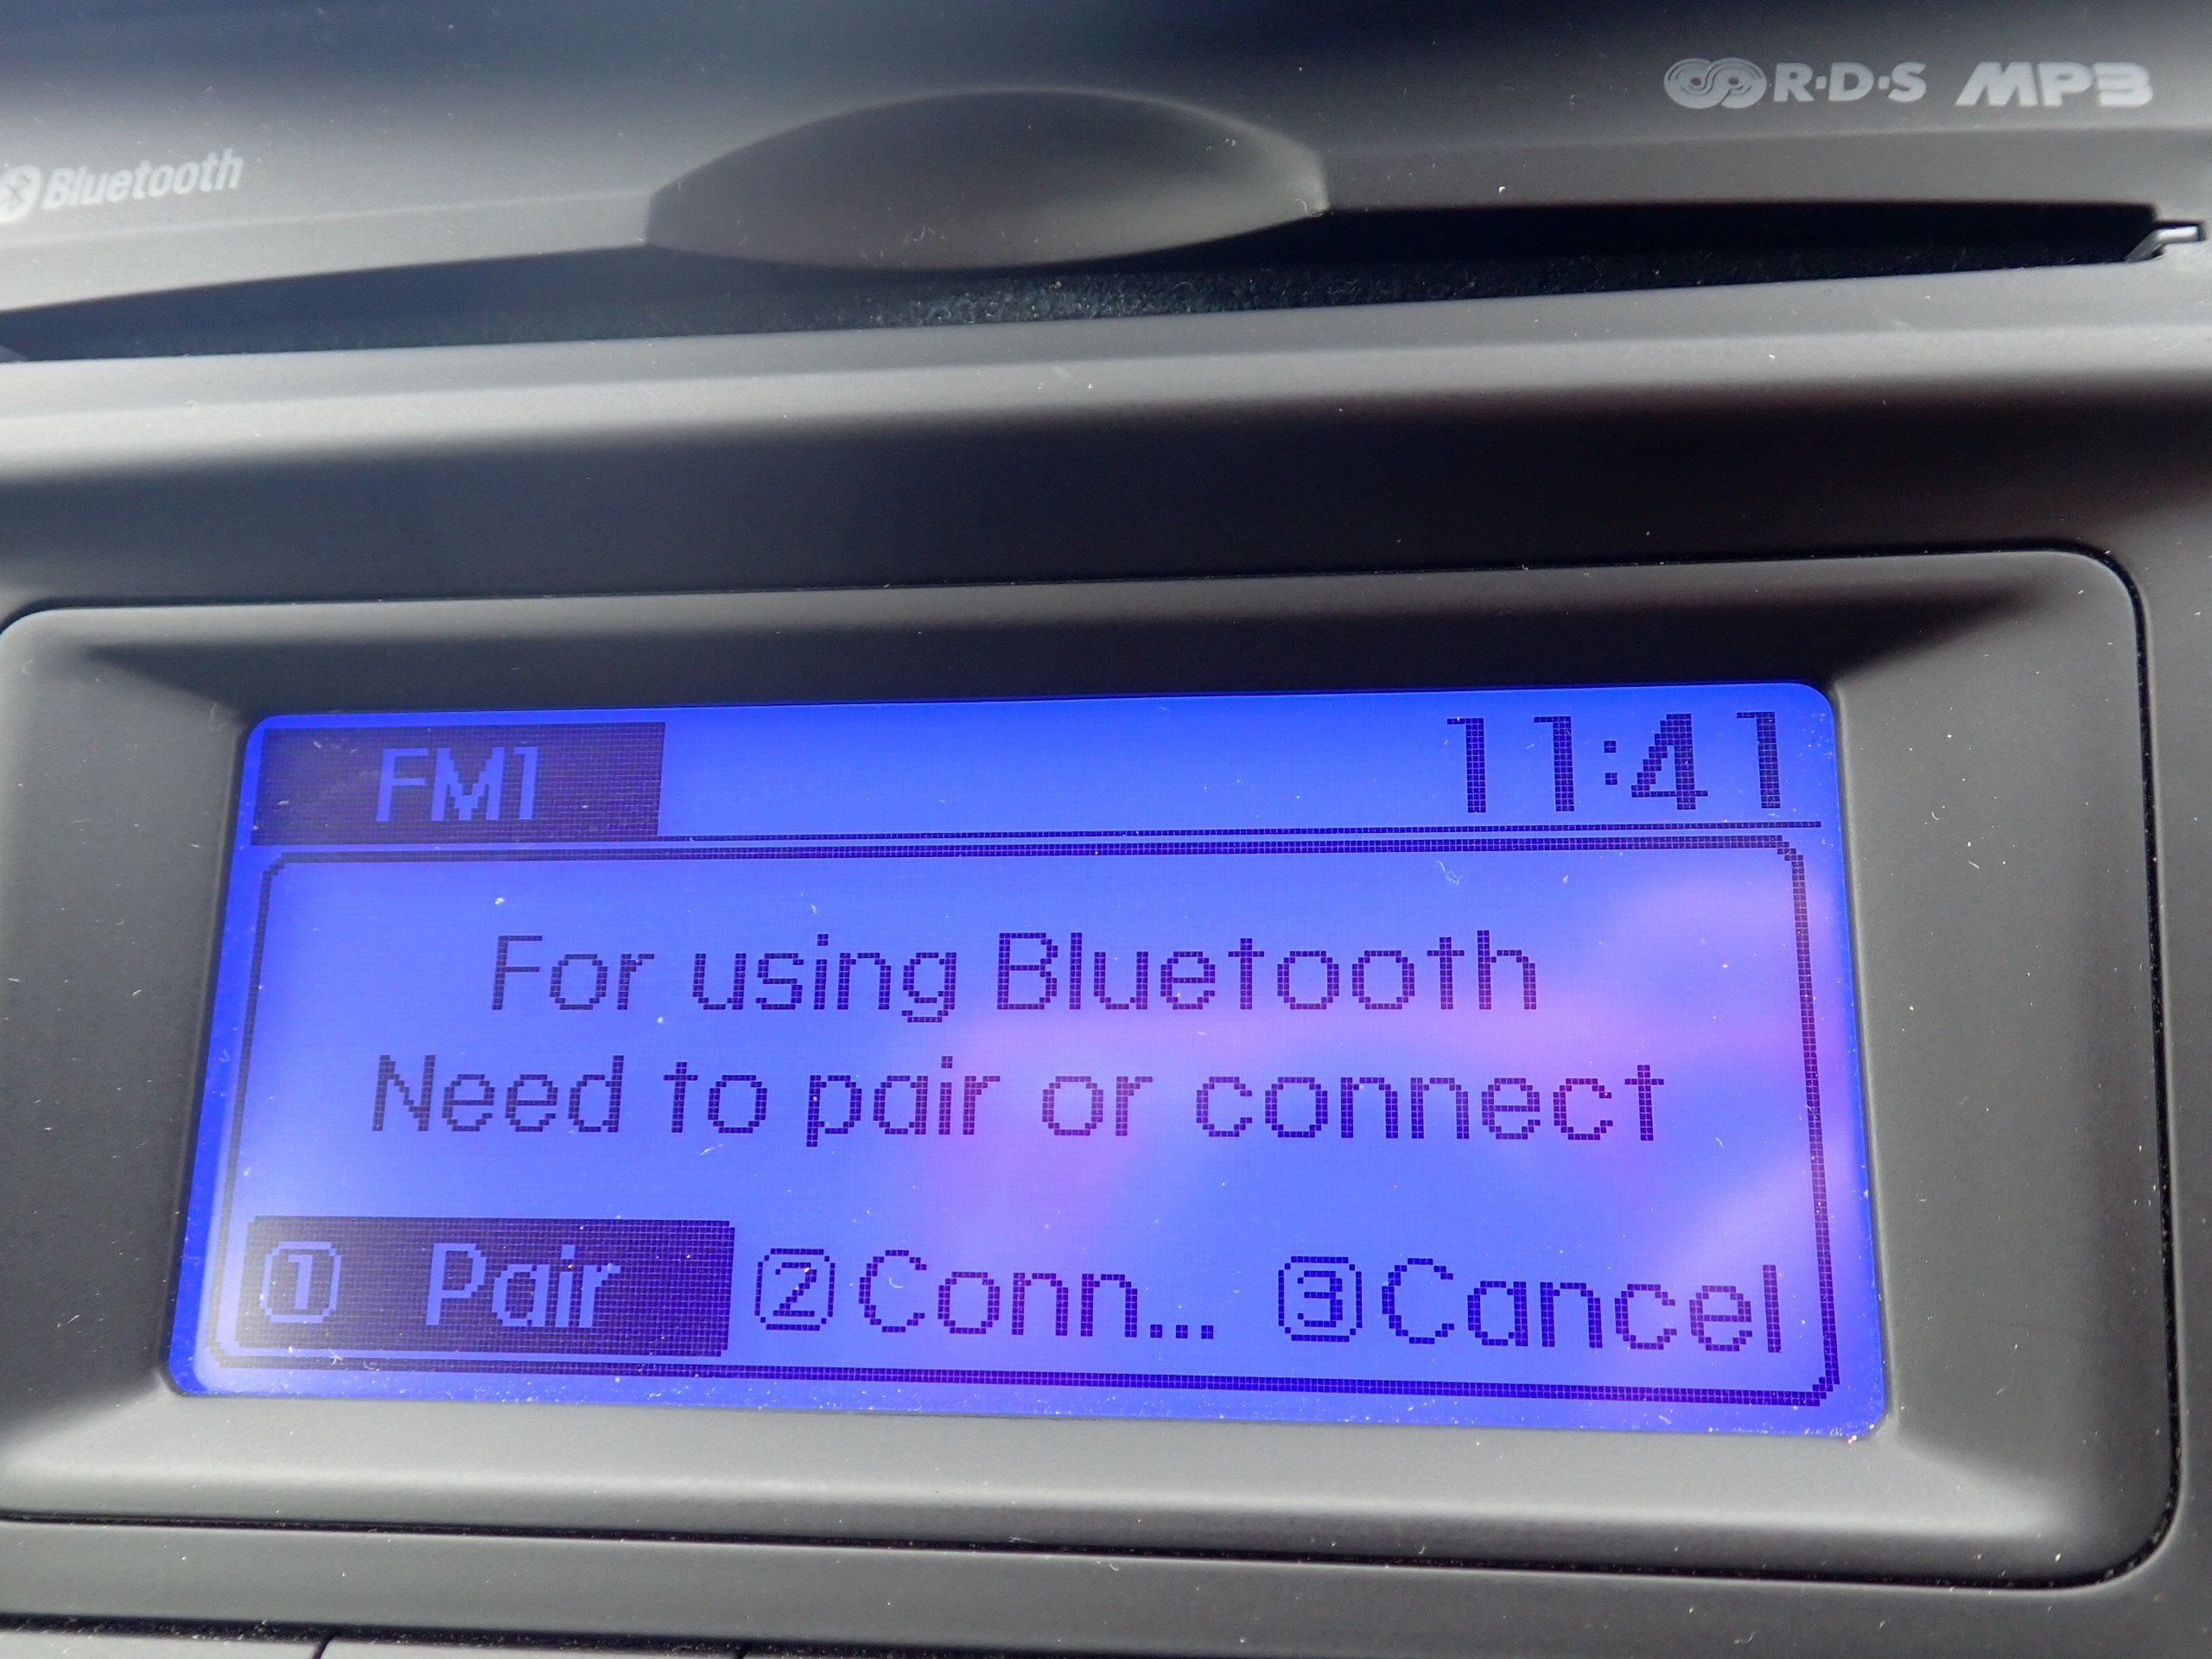 R·D·S MP3
Bluetooth
FM1 11:41
For using Bluetooth
Need to pair or connect
1 Pair 2 Conn... 3 Cancel